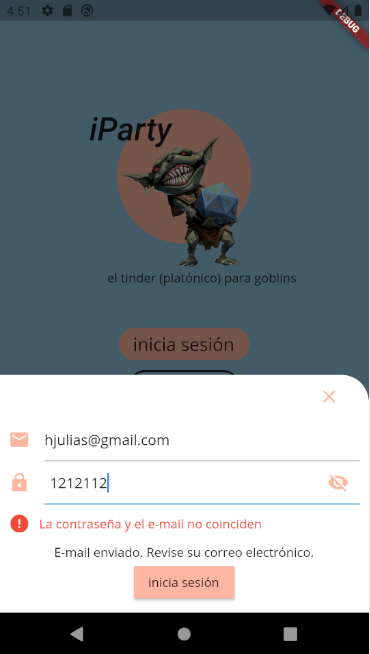 4:51
DEBUG
iParty
el tinder (platónico) para goblins
inicia sesión
hjulias@gmail.com
1212112
La contraseña y el e-mail no coinciden
E-mail enviado. Revise su correo electrónico.
inicia sesión